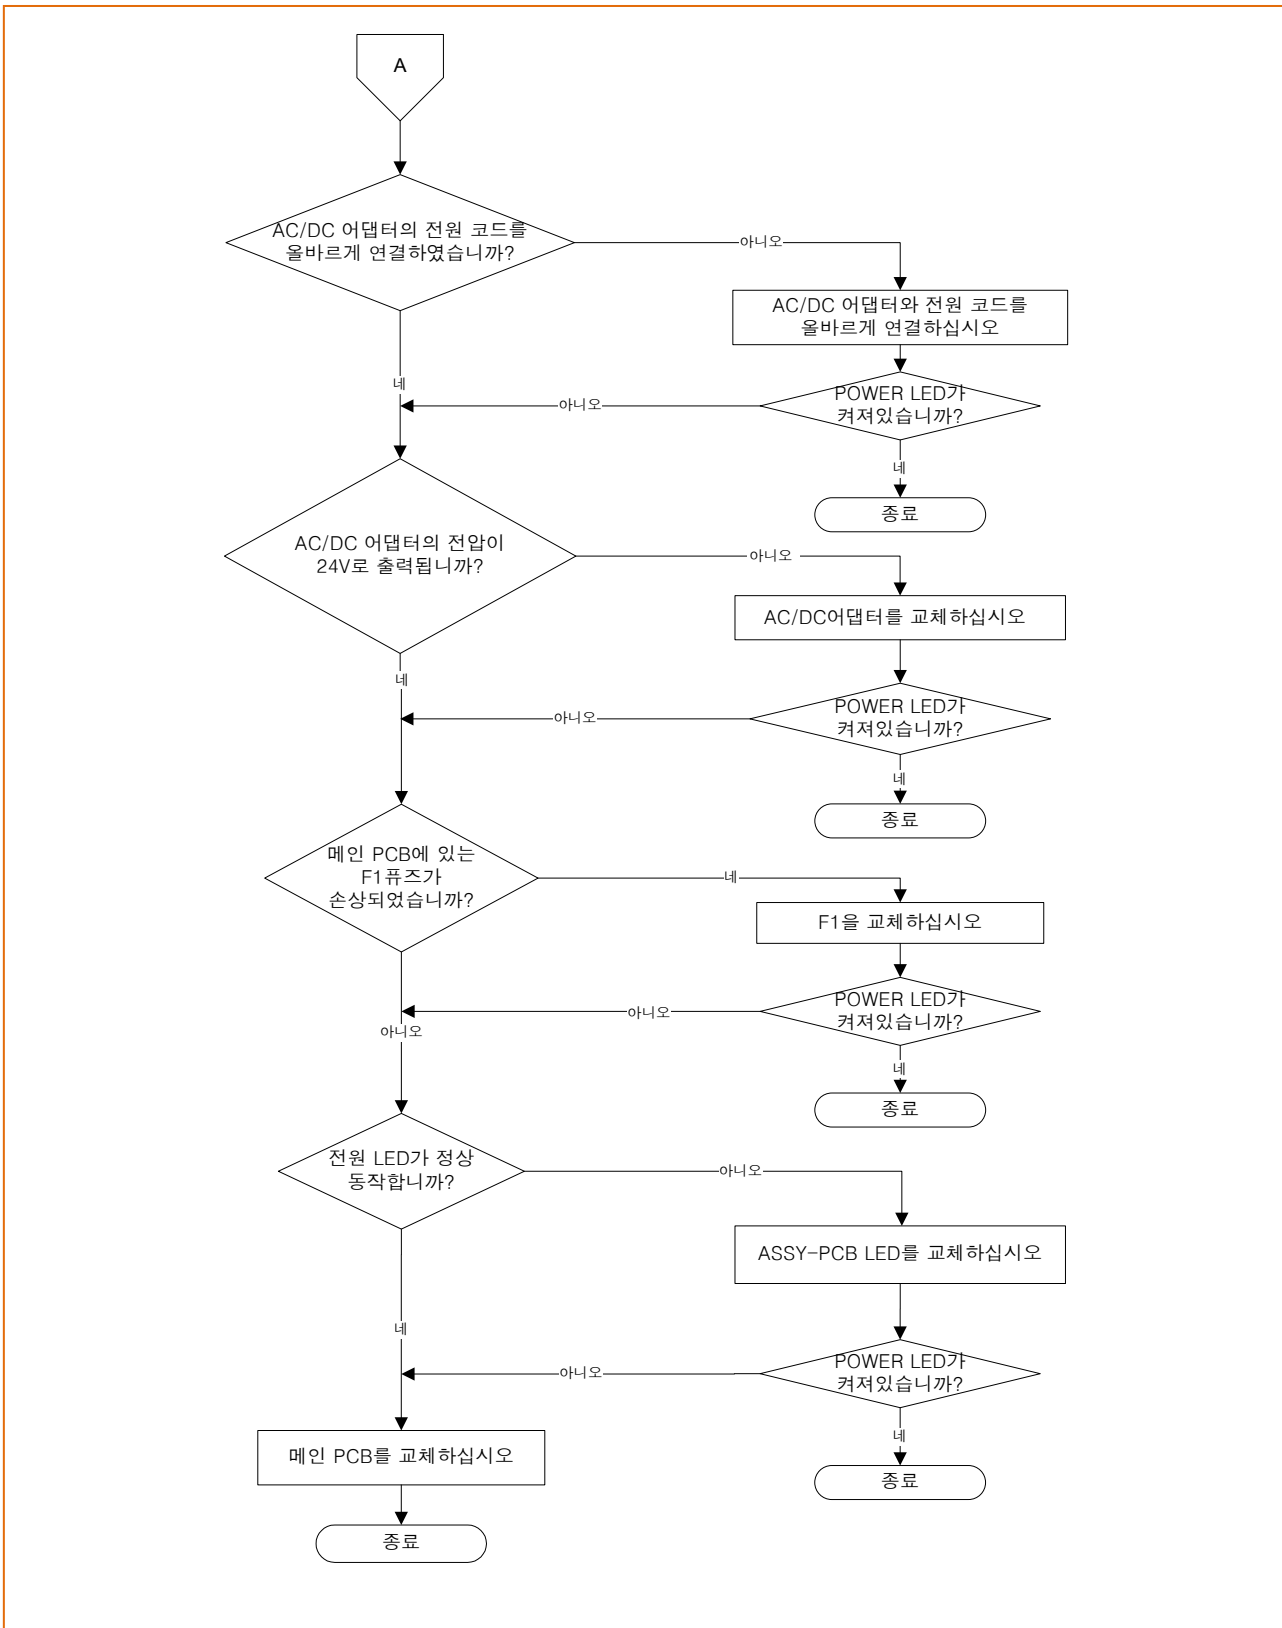 A
AC/DC 어댑터의 전원 코드를
올바르게 연결하였습니까?
아니오
AC/DC 어댑터와 전원 코드를
올바르게 연결하십시오
네
아니오
POWER LED가
켜져있습니까?
네
종료
AC/DC 어댑터의 전압이
24V로 출력됩니까?
아니오
AC/DC어댑터를 교체하십시오
네
아니오
POWER LED가
켜져있습니까?
네
종료
메인 PCB에 있는
F1퓨즈가
손상되었습니까?
네
F1을 교체하십시오
아니오
POWER LED가
켜져있습니까?
아니오
네
종료
전원 LED가 정상
동작합니까?
아니오
ASSY-PCB LED를 교체하십시오
네
아니오
POWER LED가
켜져있습니까?
네
메인 PCB를 교체하십시오
종료
종료